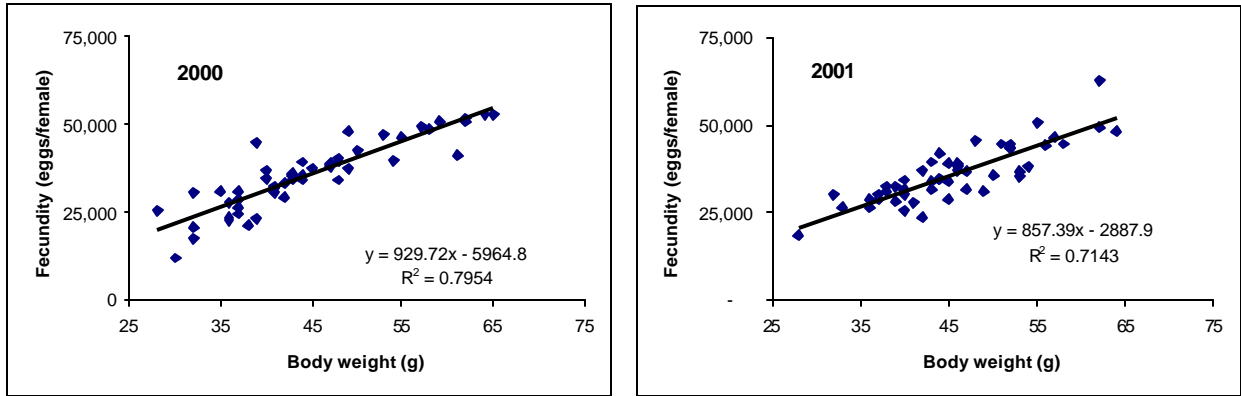 75,000
50,000
25,000
0
Fecundity (eggs/female)
2000
y = 929.72x - 5964.8
R² = 0.7954
25 35 45 55 65 75
Body weight (g)
75,000
50,000
25,000
-
Fecundity (eggs/female)
2001
y = 857.39x - 2887.9
R² = 0.7143
25 35 45 55 65 75
Body weight (g)